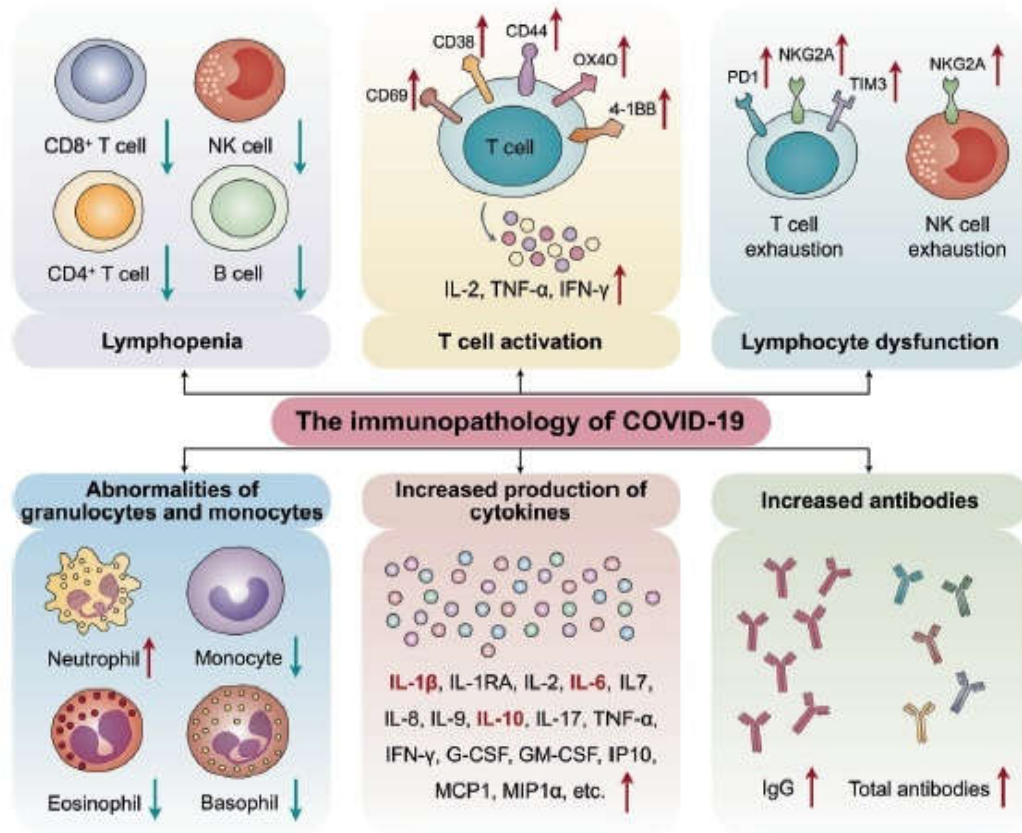 CD8⁺ T cell
NK cell
CD4⁺ T cell
B cell
Lymphopenia
CD69
CD38
CD44
OX40
4-1BB
T cell
IL-2, TNF-α, IFN-γ
T cell activation
PD1
NKG2A
TIM3
NKG2A
T cell
exhaustion
NK cell
exhaustion
Lymphocyte dysfunction
The immunopathology of COVID-19
Abnormalities of
granulocytes and monocytes
Neutrophil
Monocyte
Eosinophil
Basophil
Increased production of
cytokines
IL-1β, IL-1RA, IL-2, IL-6, IL7,
IL-8, IL-9, IL-10, IL-17, TNF-α,
IFN-γ, G-CSF, GM-CSF, IP10,
MCP1, MIP1α, etc.
Increased antibodies
IgG
Total antibodies